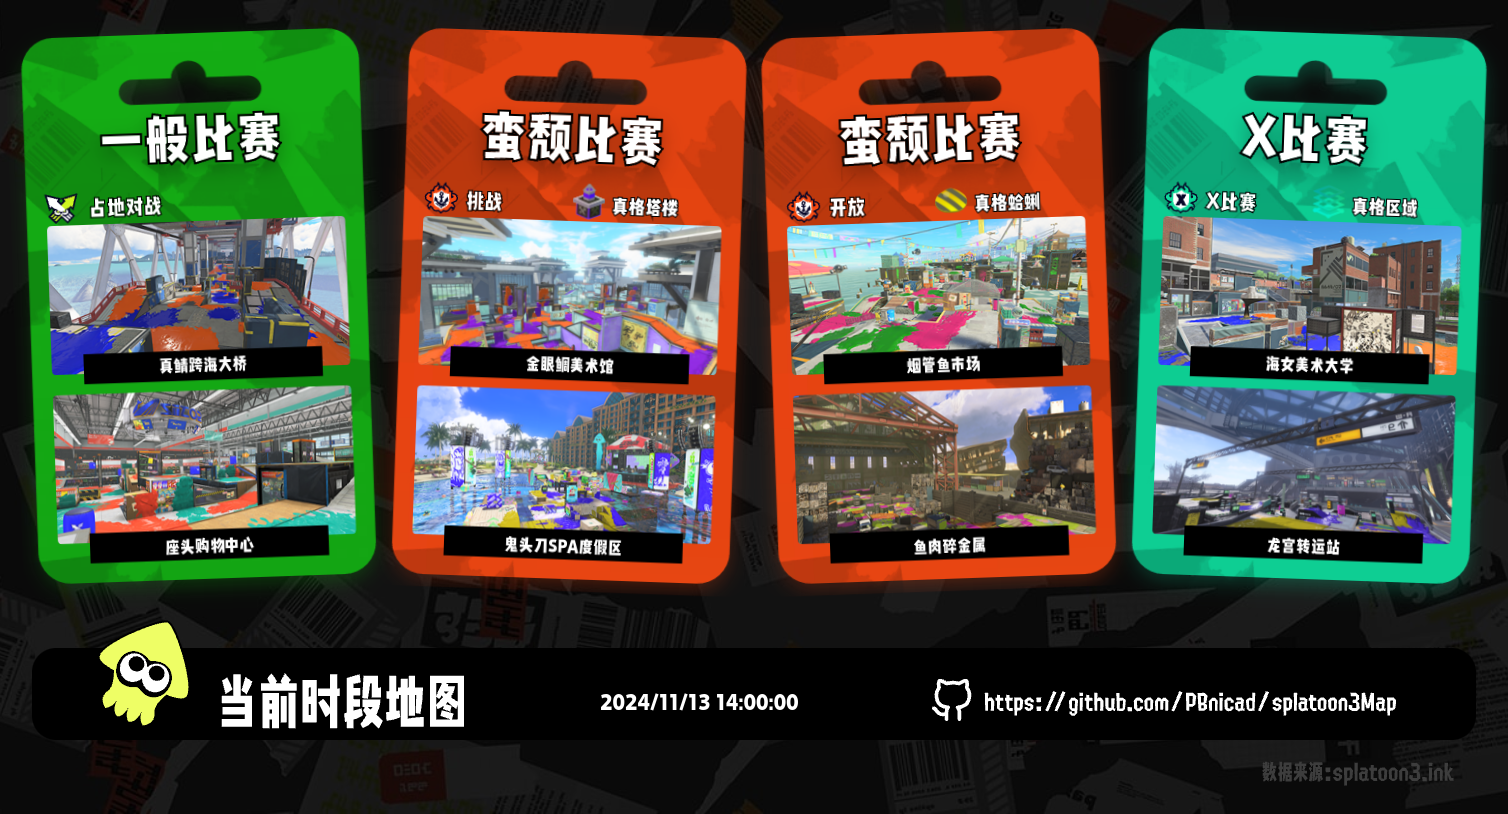 一般比赛
占地对战
真鲭跨海大桥
座头购物中心
蛮颓比赛
挑战
真格塔楼
金眼鲷美术馆
鬼头刀SPA度假区
蛮颓比赛
开放
真格蛤蜊
烟管鱼市场
鱼肉碎金属
X比赛
X比赛
真格区域
海女美术大学
龙宫转运站
当前时段地图
2024/11/13 14:00:00
https://github.com/PBnicad/splatoon3Map
数据来源:splatoon3.ink